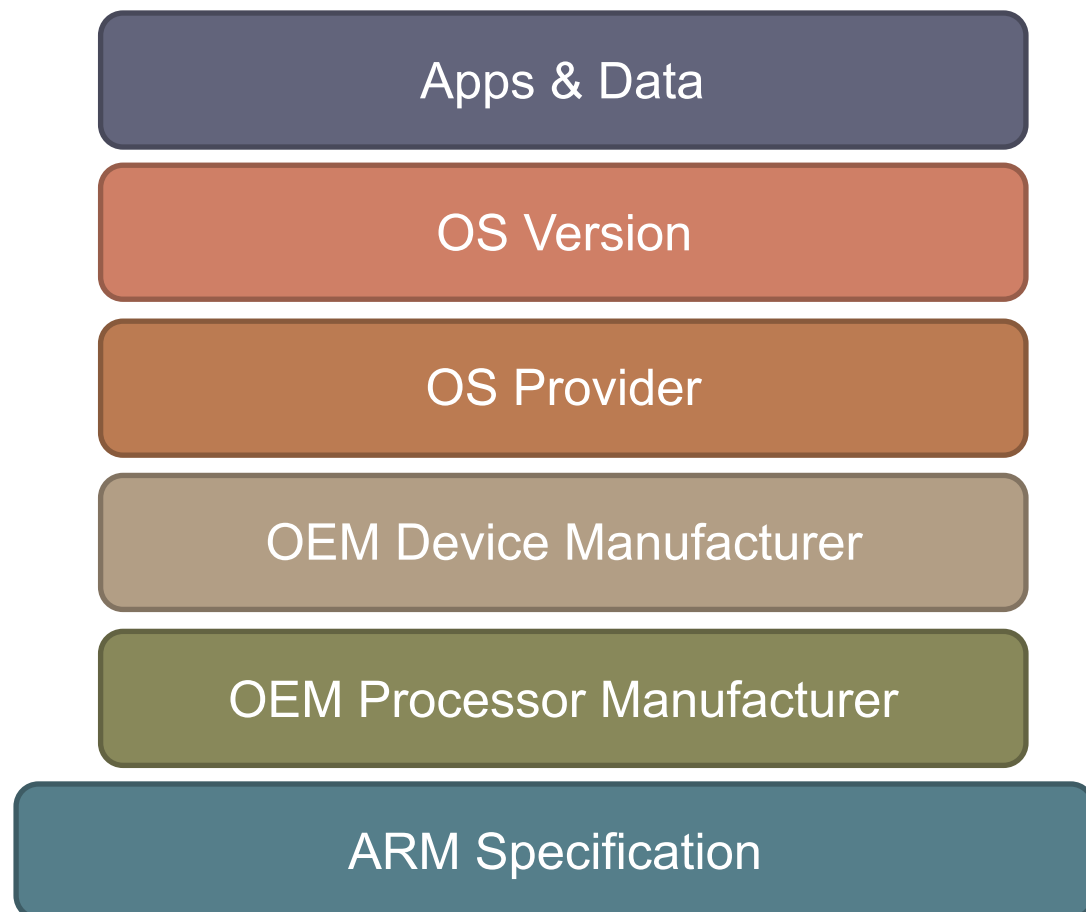 Apps & Data
OS Version
OS Provider
OEM Device Manufacturer
OEM Processor Manufacturer
ARM Specification